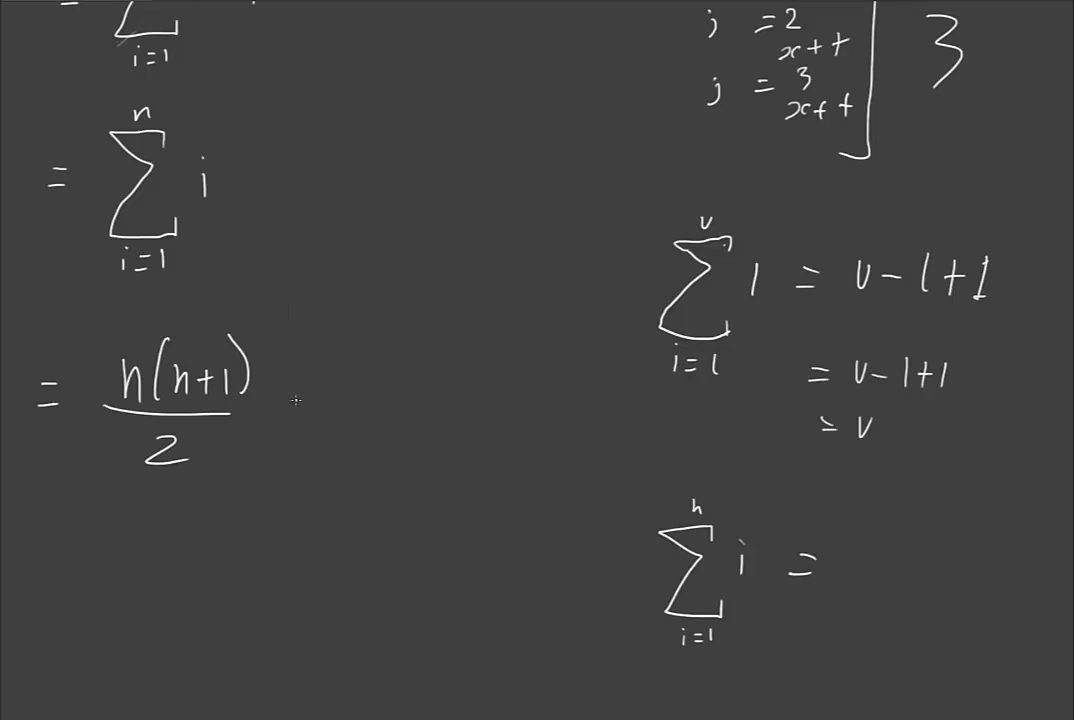 i=1
n
= ∑ i
i=1
= n(n+1)
2
j = 2
x++
j = 3
x++
3
v
∑ 1 = v-1+1
i=1
= v-1+1
= v
n
∑ i =
i=1